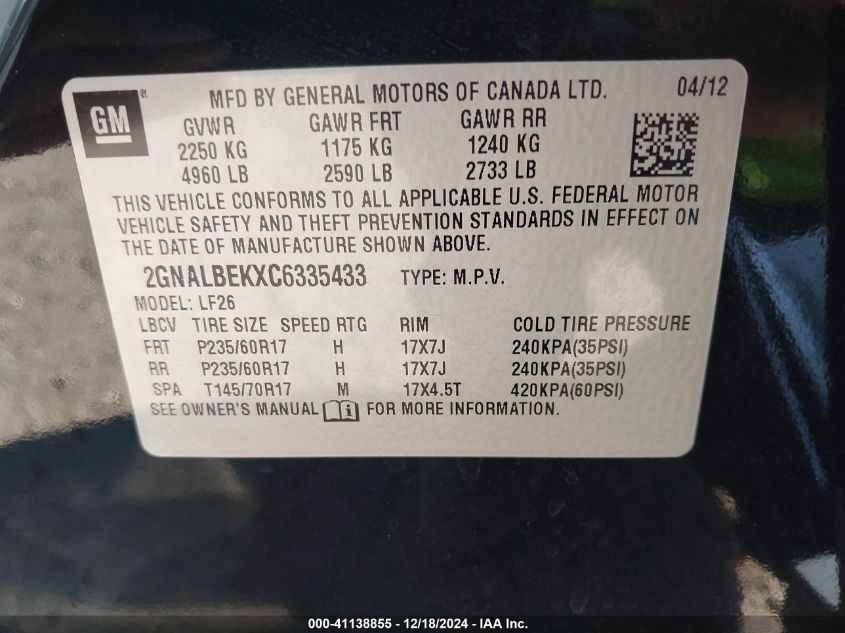 GM ® MFD BY GENERAL MOTORS OF CANADA LTD. 04/12
GVWR GAWR FRT GAWR RR
2250 KG 1175 KG 1240 KG
4960 LB 2590 LB 2733 LB
THIS VEHICLE CONFORMS TO ALL APPLICABLE U.S. FEDERAL MOTOR
VEHICLE SAFETY AND THEFT PREVENTION STANDARDS IN EFFECT ON
THE DATE OF MANUFACTURE SHOWN ABOVE.
2GNALBEKXC6335433 TYPE: M.P.V.
MODEL: LF26
LBCV TIRE SIZE SPEED RTG RIM COLD TIRE PRESSURE
FRT P235/60R17 H 17X7J 240KPA(35PSI)
RR P235/60R17 H 17X7J 240KPA(35PSI)
SPA T145/70R17 M 17X4.5T 420KPA(60PSI)
SEE OWNER'S MANUAL i FOR MORE INFORMATION.
000-41138855 - 12/18/2024 - IAA Inc.